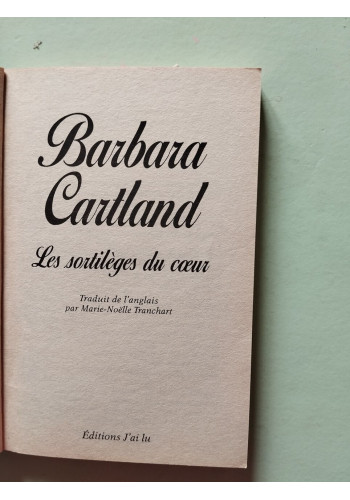 Barbara
Cartland
Les sortilèges du cœur
Traduit de l'anglais
par Marie-Noëlle Tranchart
Éditions J'ai lu